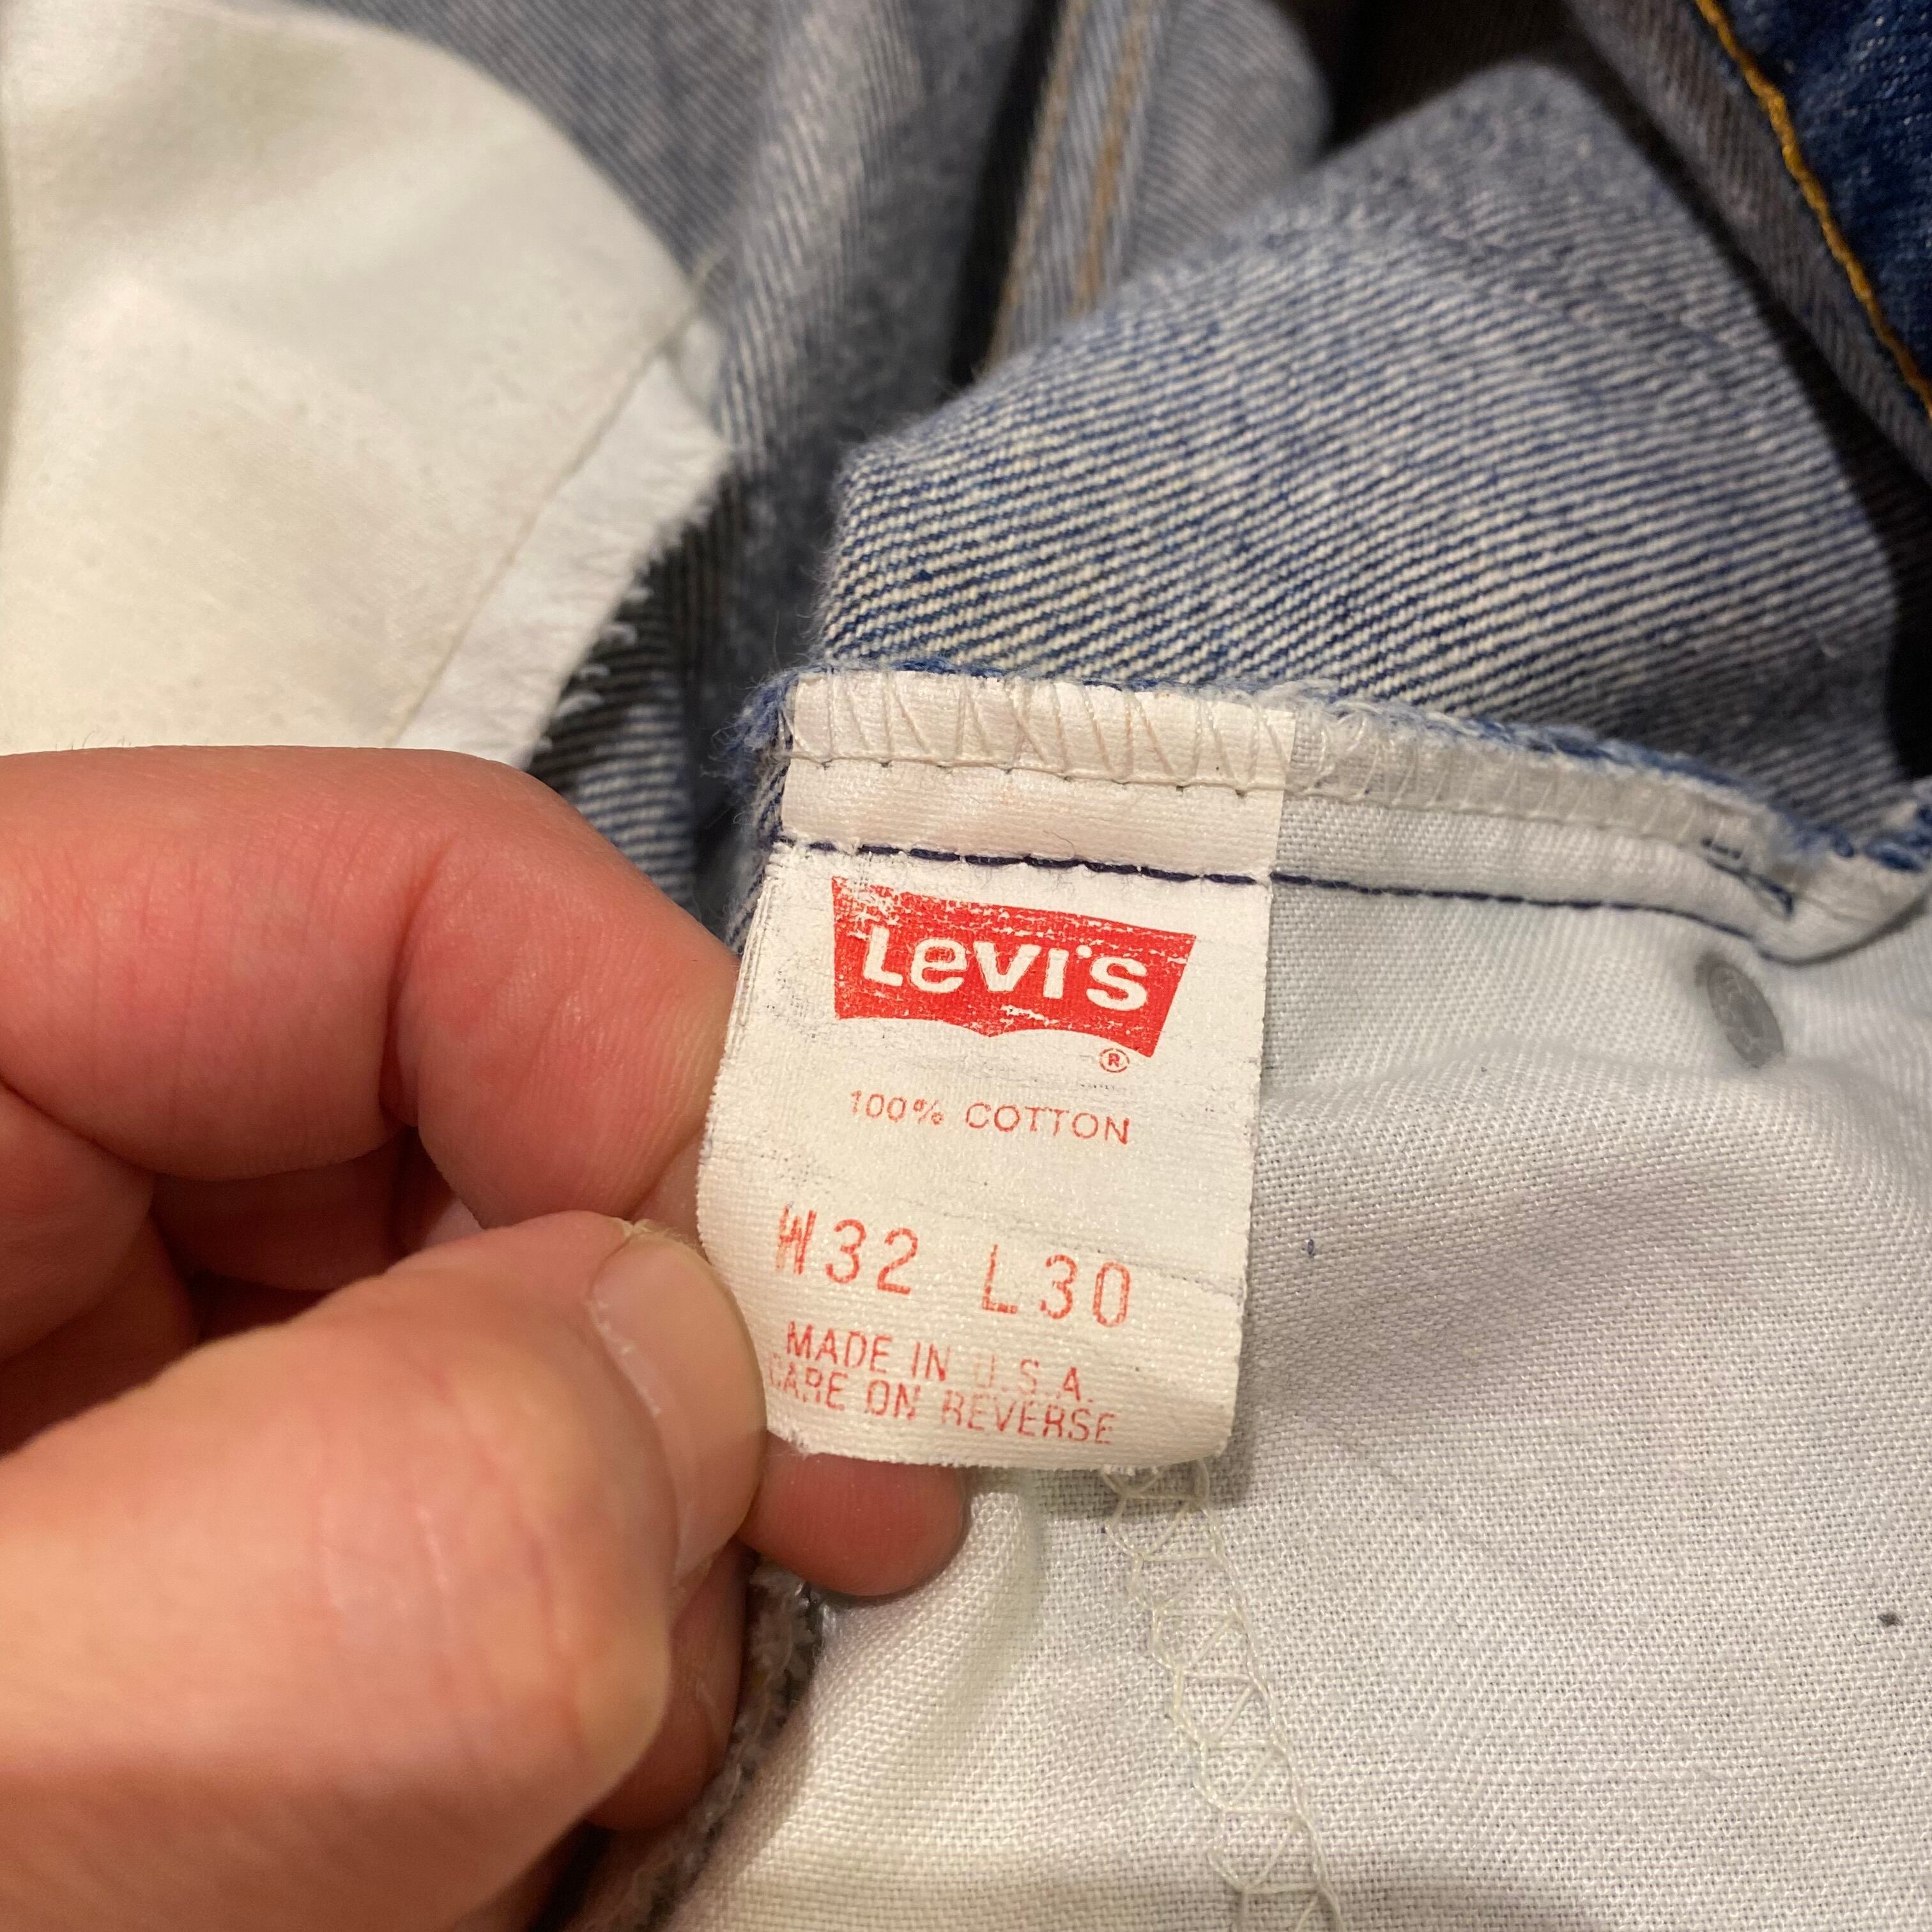 Levi's
®
100% COTTON
W32 L30
MADE IN U.S.A.
CARE ON REVERSE